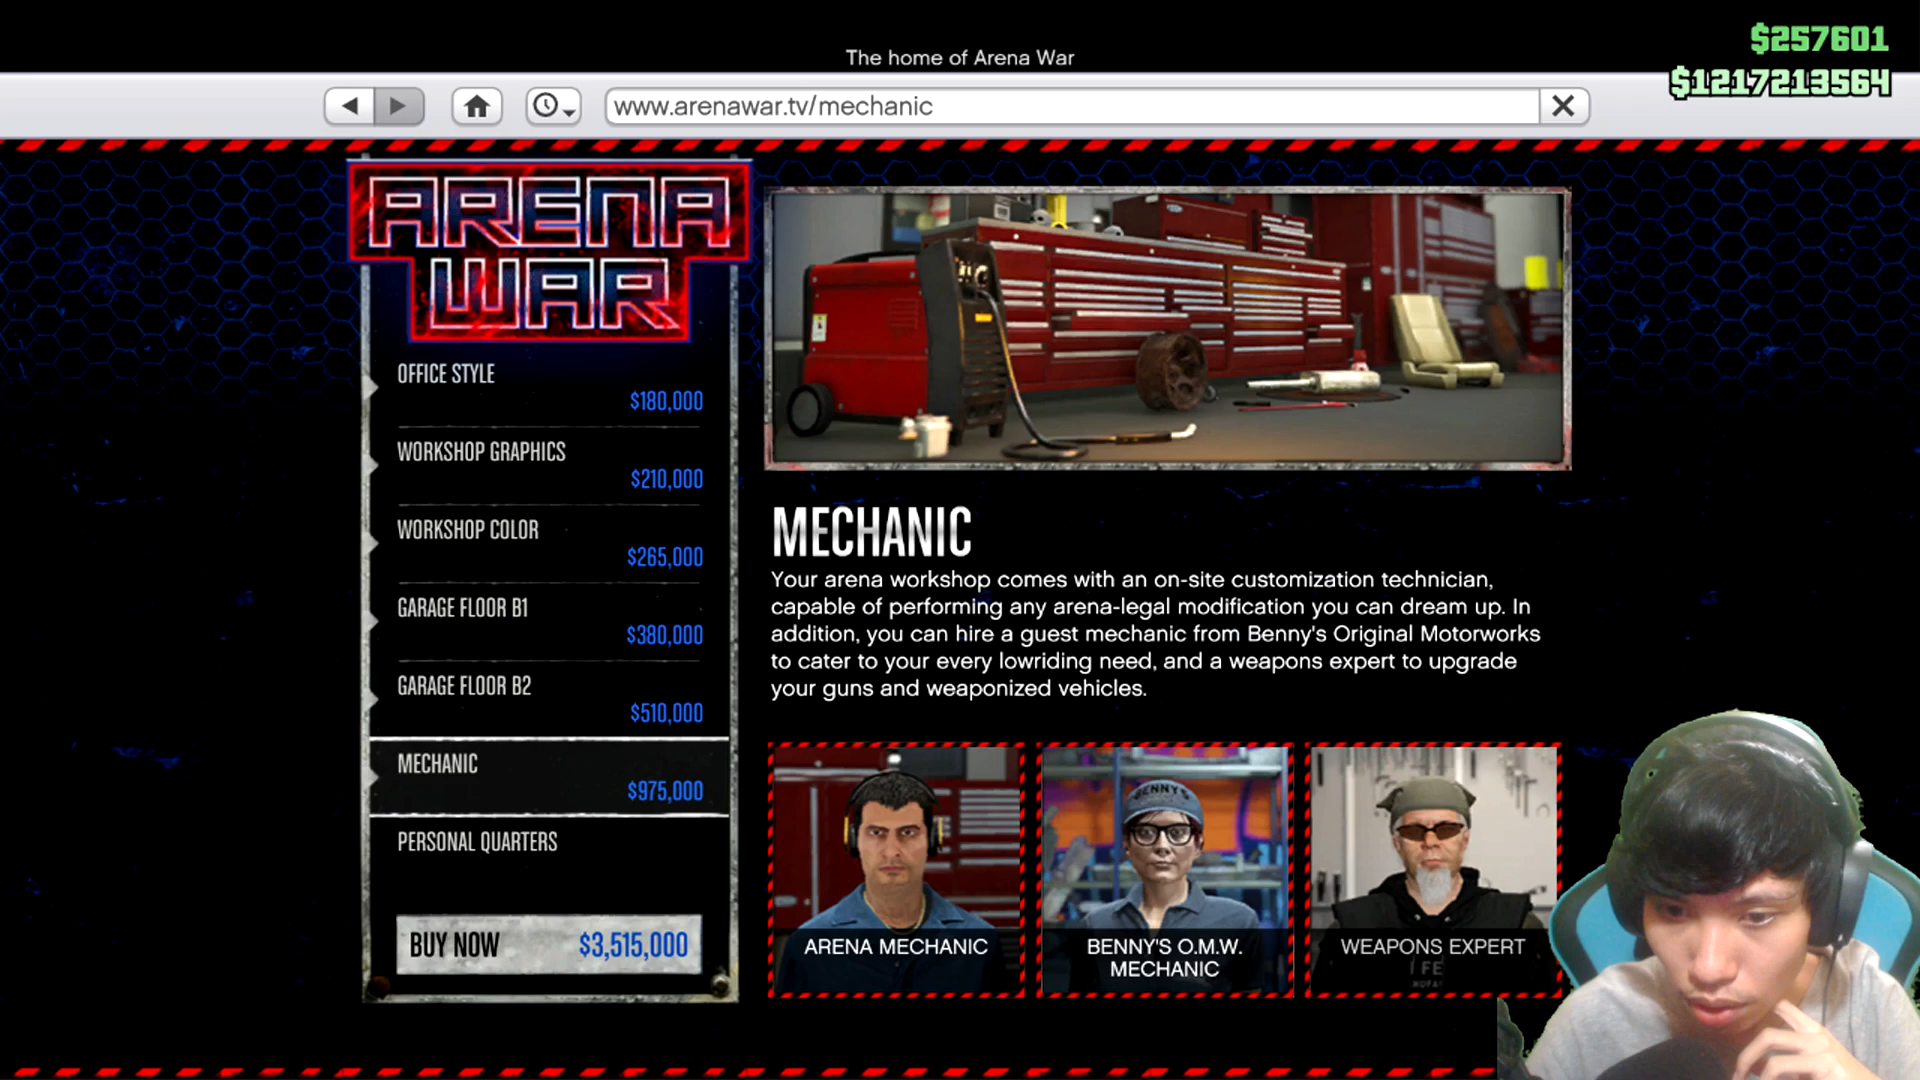 $257601
The home of Arena War
$1217213564
www.arenawar.tv/mechanic
ARENA
WAR
OFFICE STYLE
$180,000
WORKSHOP GRAPHICS
$210,000
WORKSHOP COLOR
$265,000
GARAGE FLOOR B1
$380,000
GARAGE FLOOR B2
$510,000
MECHANIC
$975,000
PERSONAL QUARTERS
BUY NOW $3,515,000
MECHANIC
Your arena workshop comes with an on-site customization technician,
capable of performing any arena-legal modification you can dream up. In
addition, you can hire a guest mechanic from Benny's Original Motorworks
to cater to your every lowriding need, and a weapons expert to upgrade
your guns and weaponized vehicles.
BENNY'S
ARENA MECHANIC
BENNY'S O.M.W.
MECHANIC
WEAPONS EXPERT